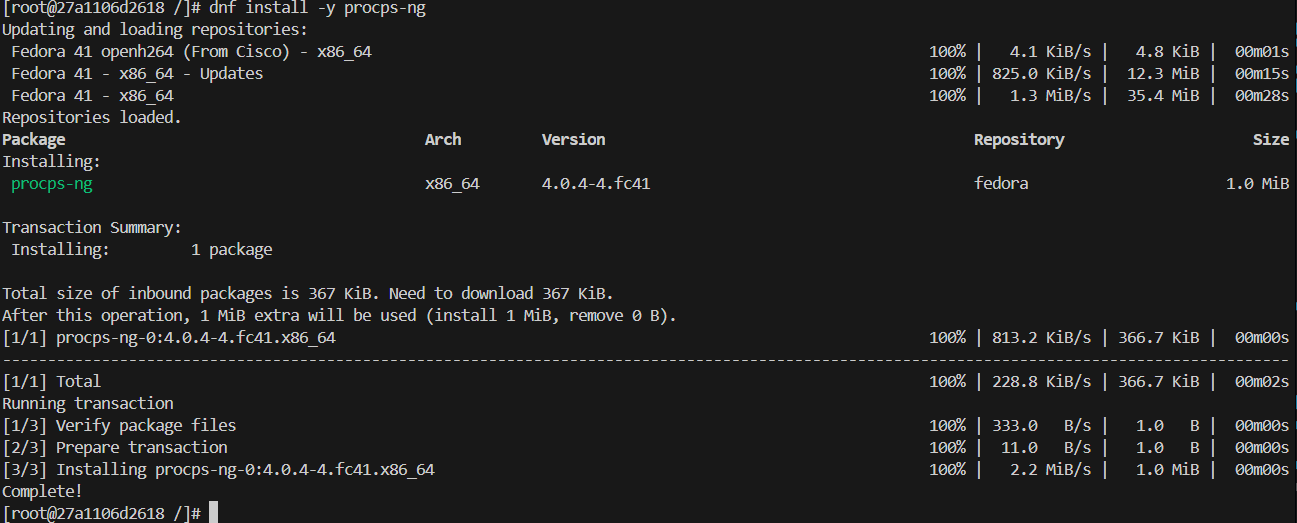 [root@27a1106d2618 /]# dnf install -y procps-ng
Updating and loading repositories:
 Fedora 41 openh264 (From Cisco) - x86_64    100% |   4.1 KiB/s |   4.8 KiB |  00m01s
 Fedora 41 - x86_64 - Updates    100% | 825.0 KiB/s |  12.3 MiB |  00m15s
 Fedora 41 - x86_64    100% |   1.3 MiB/s |  35.4 MiB |  00m28s
Repositories loaded.
Package    Arch    Version    Repository    Size
Installing:
 procps-ng    x86_64    4.0.4-4.fc41    fedora    1.0 MiB
Transaction Summary:
 Installing:         1 package
Total size of inbound packages is 367 KiB. Need to download 367 KiB.
After this operation, 1 MiB extra will be used (install 1 MiB, remove 0 B).
[1/1] procps-ng-0:4.0.4-4.fc41.x86_64    100% | 813.2 KiB/s | 366.7 KiB |  00m00s
--------------------------------------------------------------------------------
[1/1] Total    100% | 228.8 KiB/s | 366.7 KiB |  00m02s
Running transaction
[1/3] Verify package files    100% | 333.0   B/s |   1.0   B |  00m00s
[2/3] Prepare transaction    100% |  11.0   B/s |   1.0   B |  00m00s
[3/3] Installing procps-ng-0:4.0.4-4.fc41.x86_64    100% |   2.2 MiB/s |   1.0 MiB |  00m00s
Complete!
[root@27a1106d2618 /]#